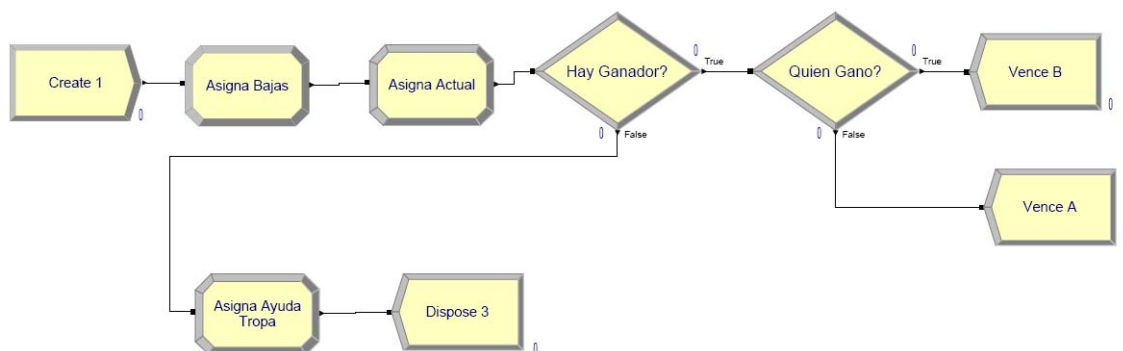 Create 1
0
Asigna Bajas
Asigna Actual
Hay Ganador?
0
True
0
False
Quien Gano?
0
True
0
False
Vence B
0
Vence A
Asigna Ayuda
Tropa
Dispose 3
0